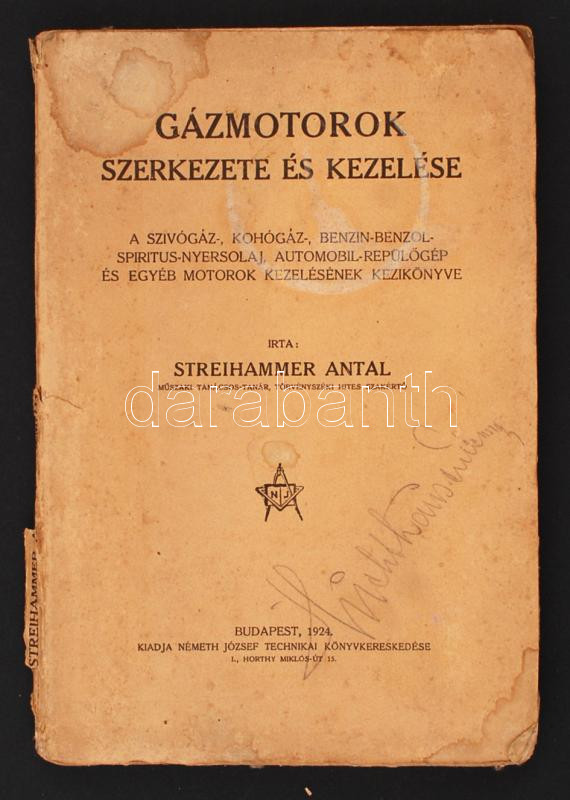 GÁZMOTOROK
SZERKEZETE ÉS KEZELÉSE
A SZIVÓGÁZ-, KOHÓGÁZ-, BENZIN-BENZOL-
SPIRITUS-NYERSOLAJ, AUTOMOBIL-REPÜLŐGÉP
ÉS EGYÉB MOTOROK KEZELÉSÉNEK KÉZIKÖNYVE
IRTA:
STREIHAMMER ANTAL
MŰSZAKI TANÁCSOS-TANÁR, TÖRVÉNYSZÉKI HITES SZAKÉRTŐ
darabanth
N J
BUDAPEST, 1924.
KIADJA NÉMETH JÓZSEF TECHNIKAI KÖNYVKERESKEDÉSE
I., HORTHY MIKLÓS-ÚT 15.
STREIHAMMER